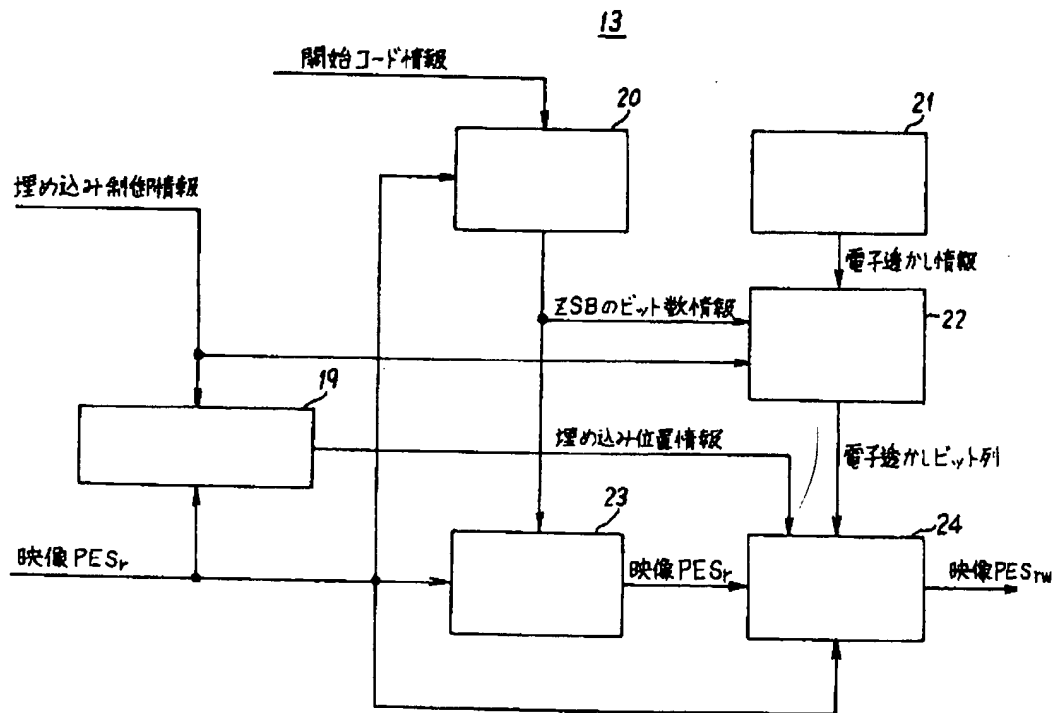 13
開始コード情報
20
21
埋め込み制御情報
電子透かし情報
ZSBのビット数情報
22
19
埋め込み位置情報
電子透かしビット列
23
24
映像PESr
映像PESr
映像PESrw